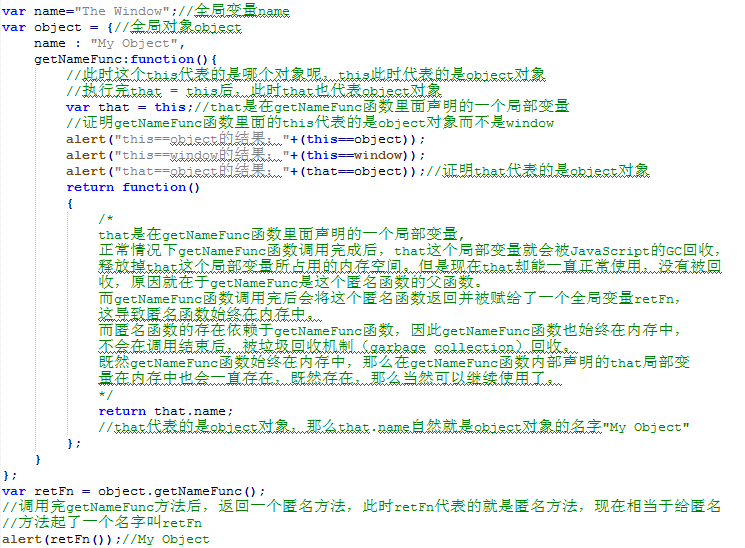 var name="The Window";//全局变量name
var object = {//全局对象object
name : "My Object",
getNameFunc:function(){
//此时这个this代表的是哪个对象呢，this此时代表的是object对象
//执行完that = this后，此时that也代表object对象
var that = this;//that是在getNameFunc函数里面声明的一个局部变量
//证明getNameFunc函数里面的this代表的是object对象而不是window
alert("this==object的结果："+(this==object));
alert("this==window的结果："+(this==window));
alert("that==object的结果："+(that==object));//证明that代表的是object对象
return function()
{
/*
that是在getNameFunc函数里面声明的一个局部变量,
正常情况下getNameFunc函数调用完成后，that这个局部变量就会被JavaScript的GC回收，
释放掉that这个局部变量所占用的内存空间。但是现在that却能一直正常使用，没有被回
收，原因就在于getNameFunc是这个匿名函数的父函数。
而getNameFunc函数调用完后会将这个匿名函数返回并被赋给了一个全局变量retFn,
这导致匿名函数始终在内存中。
而匿名函数的存在依赖于getNameFunc函数，因此getNameFunc函数也始终在内存中，
不会在调用结束后，被垃圾回收机制（garbage collection）回收。
既然getNameFunc函数始终在内存中，那么在getNameFunc函数内部声明的that局部变
量在内存中也会一直存在，既然存在，那么当然可以继续使用了。
*/
return that.name;
//that代表的是object对象，那么that.name自然就是object对象的名字"My Object"
};
}
};
var retFn = object.getNameFunc();
//调用完getNameFunc方法后，返回一个匿名方法，此时retFn代表的就是匿名方法，现在相当于给匿名
//方法起了一个名字叫retFn
alert(retFn());//My Object